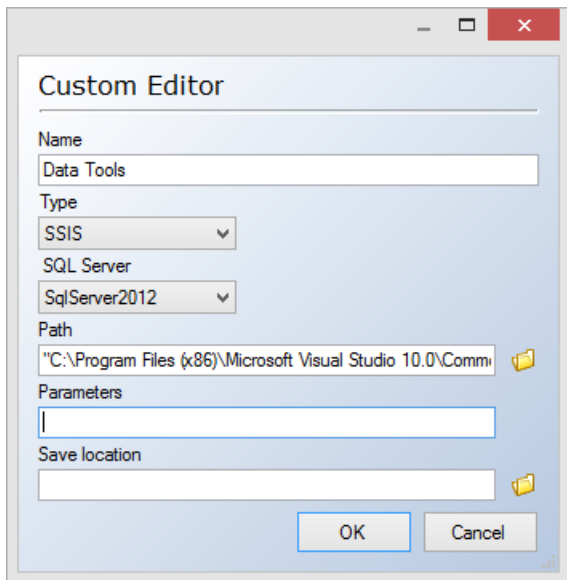 Custom Editor
Name
Data Tools
Type
SSIS
SQL Server
SqlServer2012
Path
"C:\Program Files (x86)\Microsoft Visual Studio 10.0\Comm
Parameters
Save location
OK Cancel